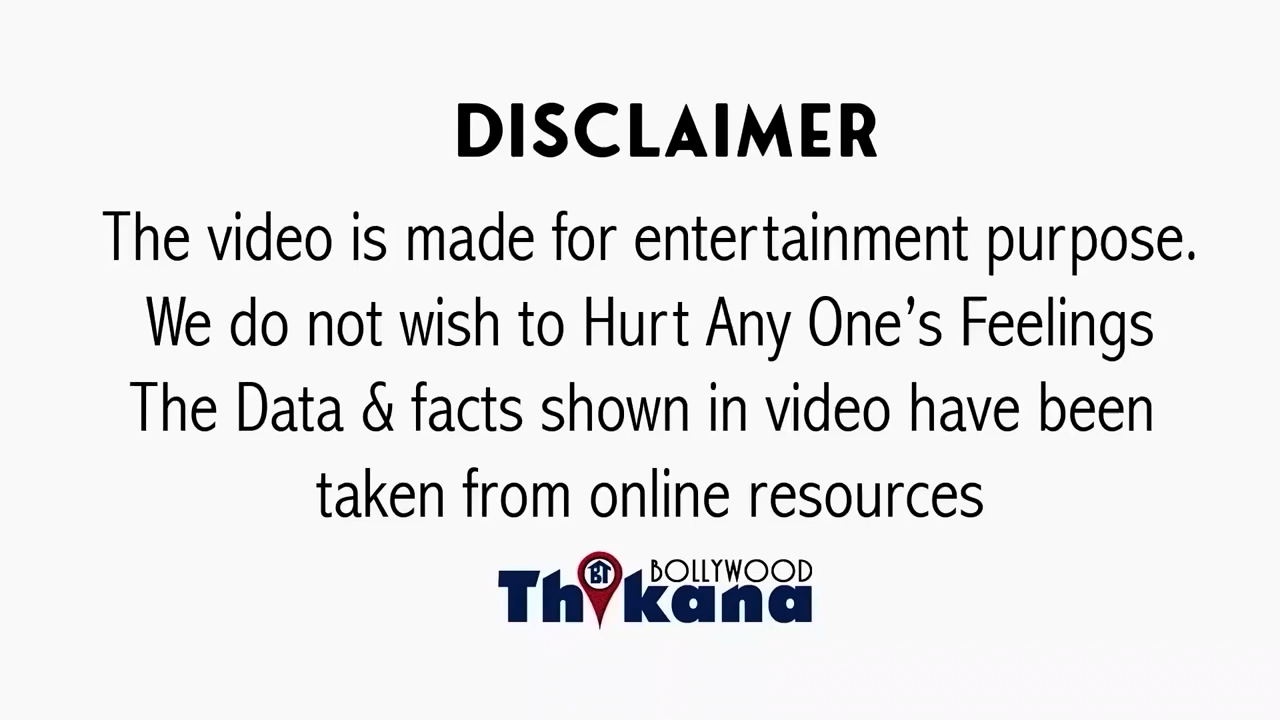 DISCLAIMER
The video is made for entertainment purpose.
We do not wish to Hurt Any One’s Feelings
The Data & facts shown in video have been
taken from online resources
BT BOLLYWOOD
Thikana